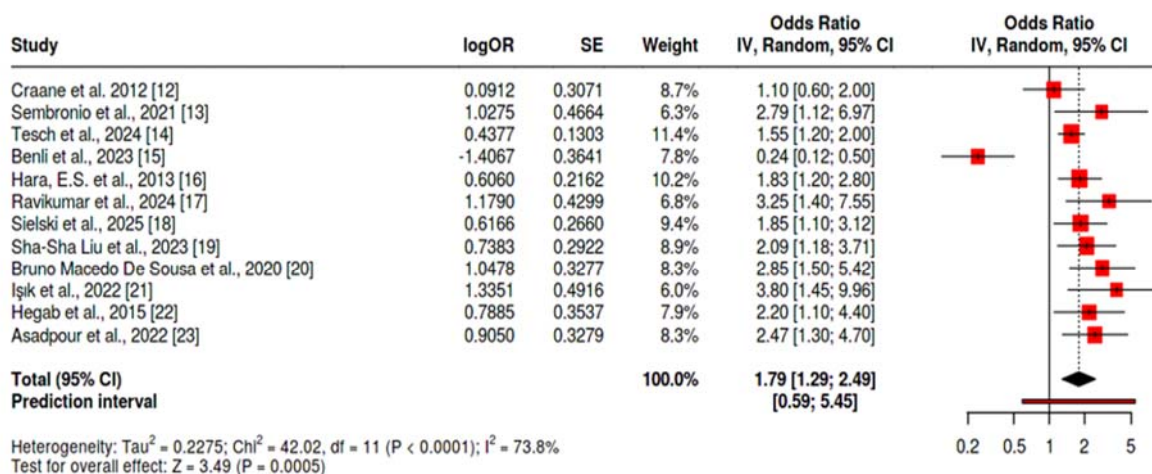 Odds Ratio Odds Ratio
Study logOR SE Weight IV, Random, 95% CI IV, Random, 95% CI
Craane et al. 2012 [12] 0.0912 0.3071 8.7% 1.10 [0.60; 2.00]
Sembronio et al., 2021 [13] 1.0275 0.4664 6.3% 2.79 [1.12; 6.97]
Tesch et al., 2024 [14] 0.4377 0.1303 11.4% 1.55 [1.20; 2.00]
Benli et al., 2023 [15] -1.4067 0.3641 7.8% 0.24 [0.12; 0.50]
Hara, E.S. et al., 2013 [16] 0.6060 0.2162 10.2% 1.83 [1.20; 2.80]
Ravikumar et al., 2024 [17] 1.1790 0.4299 6.8% 3.25 [1.40; 7.55]
Sielski et al., 2025 [18] 0.6166 0.2660 9.4% 1.85 [1.10; 3.12]
Sha-Sha Liu et al., 2023 [19] 0.7383 0.2922 8.9% 2.09 [1.18; 3.71]
Bruno Macedo De Sousa et al., 2020 [20] 1.0478 0.3277 8.3% 2.85 [1.50; 5.42]
Işık et al., 2022 [21] 1.3351 0.4916 6.0% 3.80 [1.45; 9.96]
Hegab et al., 2015 [22] 0.7885 0.3537 7.9% 2.20 [1.10; 4.40]
Asadpour et al., 2022 [23] 0.9050 0.3279 8.3% 2.47 [1.30; 4.70]
Total (95% CI) 100.0% 1.79 [1.29; 2.49]
Prediction interval [0.59; 5.45]
Heterogeneity: Tau² = 0.2275; Chi² = 42.02, df = 11 (P < 0.0001); I² = 73.8%
Test for overall effect: Z = 3.49 (P = 0.0005)
0.2 0.5 1 2 5